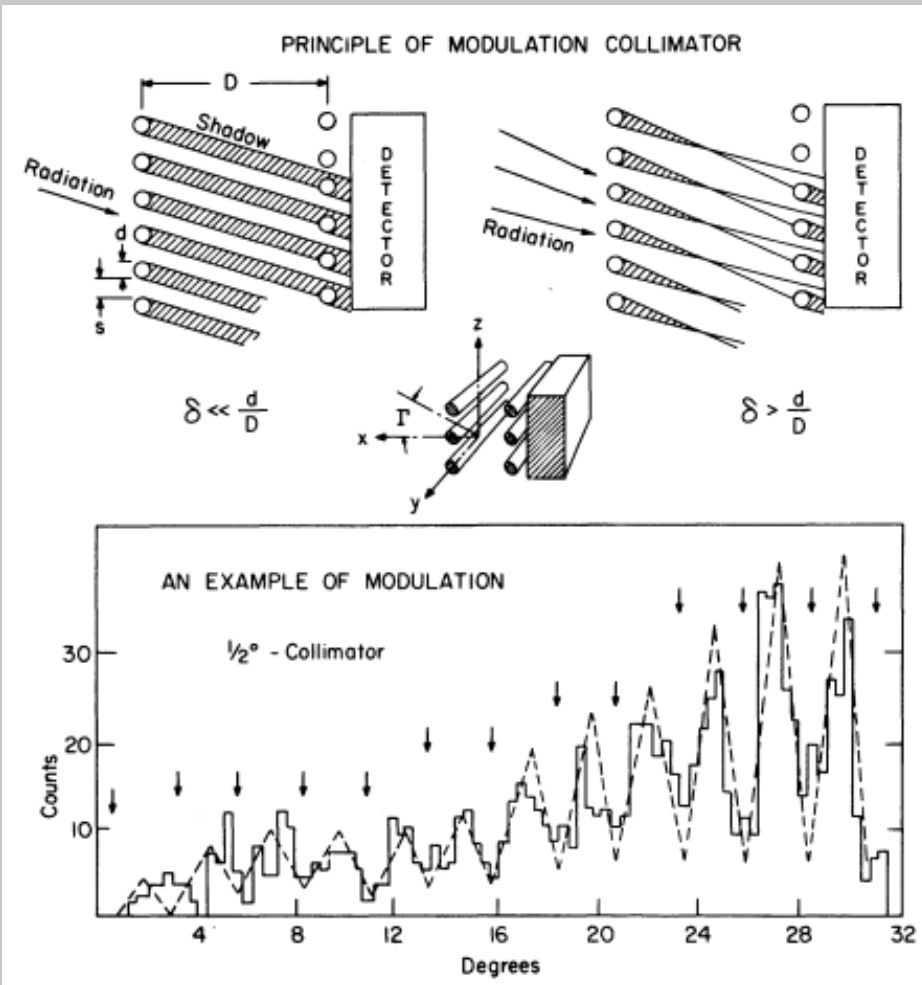 PRINCIPLE OF MODULATION COLLIMATOR
D
Shadow
Radiation
d
s
DETECTOR
δ << d/D
Radiation
DETECTOR
δ > d/D
z
Γ
x
y
AN EXAMPLE OF MODULATION
½° - Collimator
Counts
30
20
10
4 8 12 16 20 24 28 32
Degrees